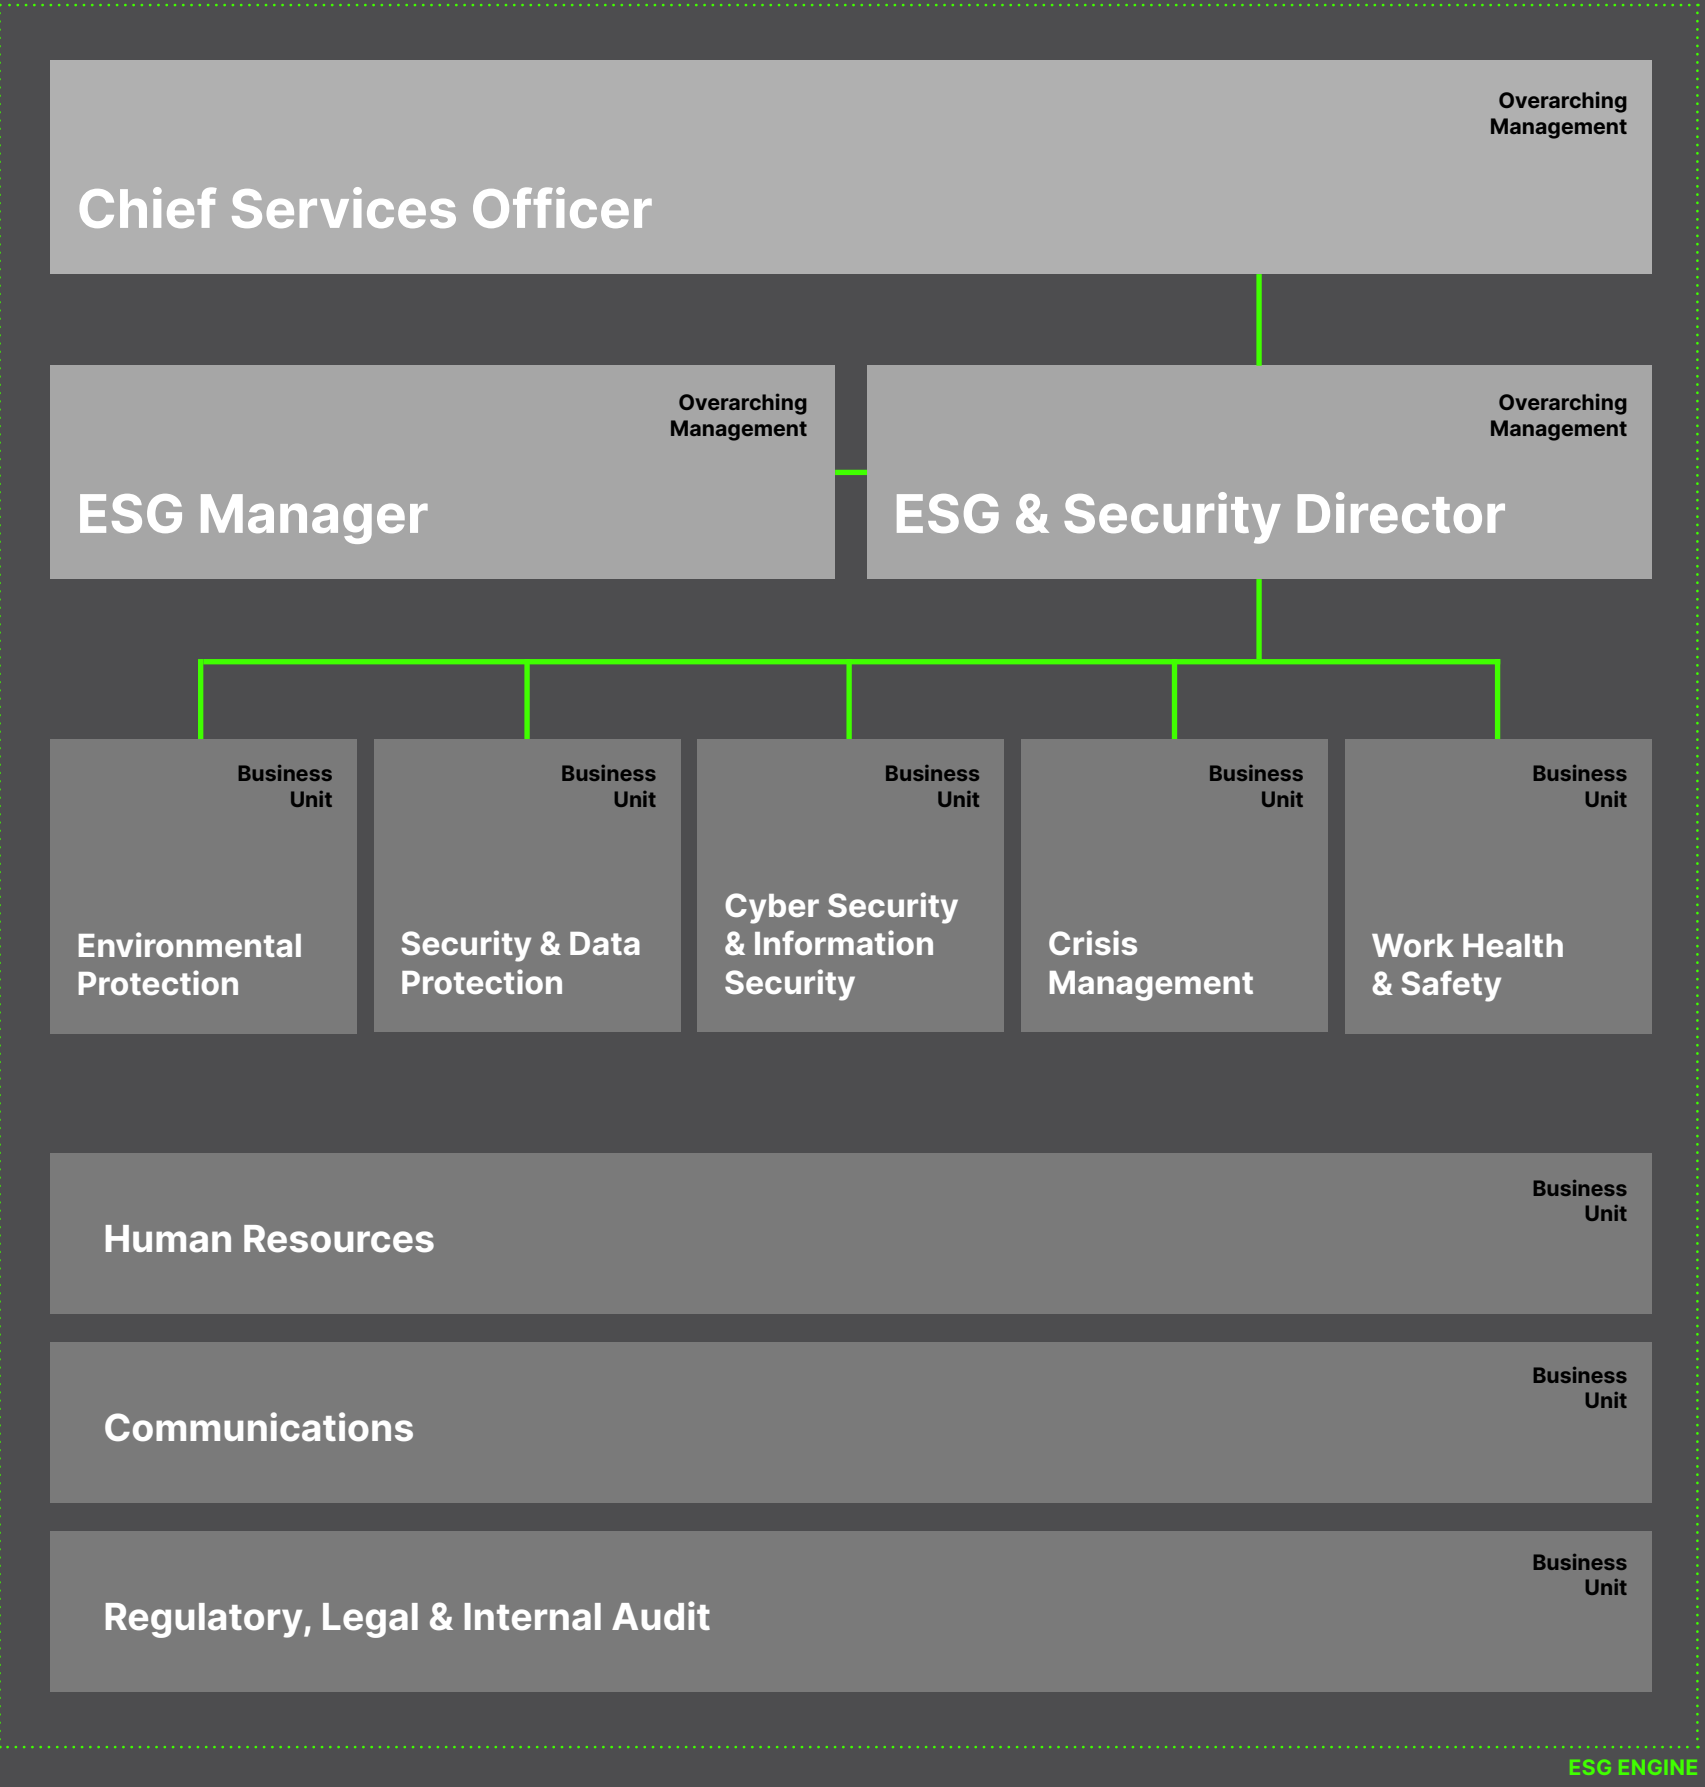 Overarching
Management
Chief Services Officer
Overarching
Management
ESG Manager
Overarching
Management
ESG & Security Director
Business
Unit
Environmental
Protection
Business
Unit
Security & Data
Protection
Business
Unit
Cyber Security
& Information
Security
Business
Unit
Crisis
Management
Business
Unit
Work Health
& Safety
Business
Unit
Human Resources
Business
Unit
Communications
Business
Unit
Regulatory, Legal & Internal Audit
ESG ENGINE